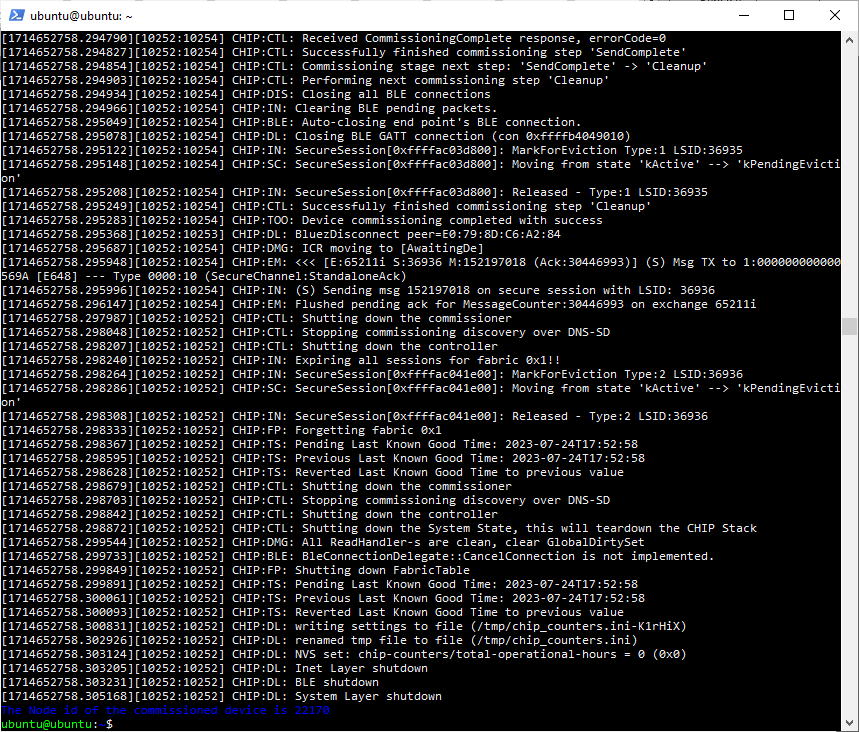 ubuntu@ubuntu: ~
[1714652758.294790][10252:10254] CHIP:CTL: Received CommissioningComplete response, errorCode=0
[1714652758.294827][10252:10254] CHIP:CTL: Successfully finished commissioning step 'SendComplete'
[1714652758.294854][10252:10254] CHIP:CTL: Commissioning stage next step: 'SendComplete' -> 'Cleanup'
[1714652758.294903][10252:10254] CHIP:CTL: Performing next commissioning step 'Cleanup'
[1714652758.294934][10252:10254] CHIP:DIS: Closing all BLE connections
[1714652758.294966][10252:10254] CHIP:IN: Clearing BLE pending packets.
[1714652758.295049][10252:10254] CHIP:BLE: Auto-closing end point's BLE connection.
[1714652758.295078][10252:10254] CHIP:DL: Closing BLE GATT connection (con 0xffffb4049010)
[1714652758.295122][10252:10254] CHIP:IN: SecureSession[0xffffac03d800]: MarkForEviction Type:1 LSID:36935
[1714652758.295148][10252:10254] CHIP:SC: SecureSession[0xffffac03d800]: Moving from state 'kActive' --> 'kPendingEvicti
on'
[1714652758.295208][10252:10254] CHIP:IN: SecureSession[0xffffac03d800]: Released - Type:1 LSID:36935
[1714652758.295249][10252:10254] CHIP:CTL: Successfully finished commissioning step 'Cleanup'
[1714652758.295283][10252:10254] CHIP:TOO: Device commissioning completed with success
[1714652758.295368][10252:10253] CHIP:DL: BluezDisconnect peer=E0:79:8D:C6:A2:84
[1714652758.295687][10252:10254] CHIP:DMG: ICR moving to [AwaitingDe]
[1714652758.295948][10252:10254] CHIP:EM: <<< [E:65211i S:36936 M:152197018 (Ack:30446993)] (S) Msg TX to 1:000000000000
569A [E648] --- Type 0000:10 (SecureChannel:StandaloneAck)
[1714652758.295996][10252:10254] CHIP:IN: (S) Sending msg 152197018 on secure session with LSID: 36936
[1714652758.296147][10252:10254] CHIP:EM: Flushed pending ack for MessageCounter:30446993 on exchange 65211i
[1714652758.297987][10252:10252] CHIP:CTL: Shutting down the commissioner
[1714652758.298048][10252:10252] CHIP:CTL: Stopping commissioning discovery over DNS-SD
[1714652758.298207][10252:10252] CHIP:CTL: Shutting down the controller
[1714652758.298240][10252:10252] CHIP:IN: Expiring all sessions for fabric 0x1!!
[1714652758.298264][10252:10252] CHIP:IN: SecureSession[0xffffac041e00]: MarkForEviction Type:2 LSID:36936
[1714652758.298286][10252:10252] CHIP:SC: SecureSession[0xffffac041e00]: Moving from state 'kActive' --> 'kPendingEvicti
on'
[1714652758.298308][10252:10252] CHIP:IN: SecureSession[0xffffac041e00]: Released - Type:2 LSID:36936
[1714652758.298333][10252:10252] CHIP:FP: Forgetting fabric 0x1
[1714652758.298367][10252:10252] CHIP:TS: Pending Last Known Good Time: 2023-07-24T17:52:58
[1714652758.298595][10252:10252] CHIP:TS: Previous Last Known Good Time: 2023-07-24T17:52:58
[1714652758.298628][10252:10252] CHIP:TS: Reverted Last Known Good Time to previous value
[1714652758.298679][10252:10252] CHIP:CTL: Shutting down the commissioner
[1714652758.298703][10252:10252] CHIP:CTL: Stopping commissioning discovery over DNS-SD
[1714652758.298842][10252:10252] CHIP:CTL: Shutting down the controller
[1714652758.298872][10252:10252] CHIP:CTL: Shutting down the System State, this will teardown the CHIP Stack
[1714652758.299544][10252:10252] CHIP:DMG: All ReadHandler-s are clean, clear GlobalDirtySet
[1714652758.299733][10252:10252] CHIP:BLE: BleConnectionDelegate::CancelConnection is not implemented.
[1714652758.299849][10252:10252] CHIP:FP: Shutting down FabricTable
[1714652758.299891][10252:10252] CHIP:TS: Pending Last Known Good Time: 2023-07-24T17:52:58
[1714652758.300061][10252:10252] CHIP:TS: Previous Last Known Good Time: 2023-07-24T17:52:58
[1714652758.300093][10252:10252] CHIP:TS: Reverted Last Known Good Time to previous value
[1714652758.300831][10252:10252] CHIP:DL: writing settings to file (/tmp/chip_counters.ini-K1rHiX)
[1714652758.302926][10252:10252] CHIP:DL: renamed tmp file to file (/tmp/chip_counters.ini)
[1714652758.303124][10252:10252] CHIP:DL: NVS set: chip-counters/total-operational-hours = 0 (0x0)
[1714652758.303205][10252:10252] CHIP:DL: Inet Layer shutdown
[1714652758.303231][10252:10252] CHIP:DL: BLE shutdown
[1714652758.305168][10252:10252] CHIP:DL: System Layer shutdown
The Node id of the commissioned device is 22170
ubuntu@ubuntu:~$